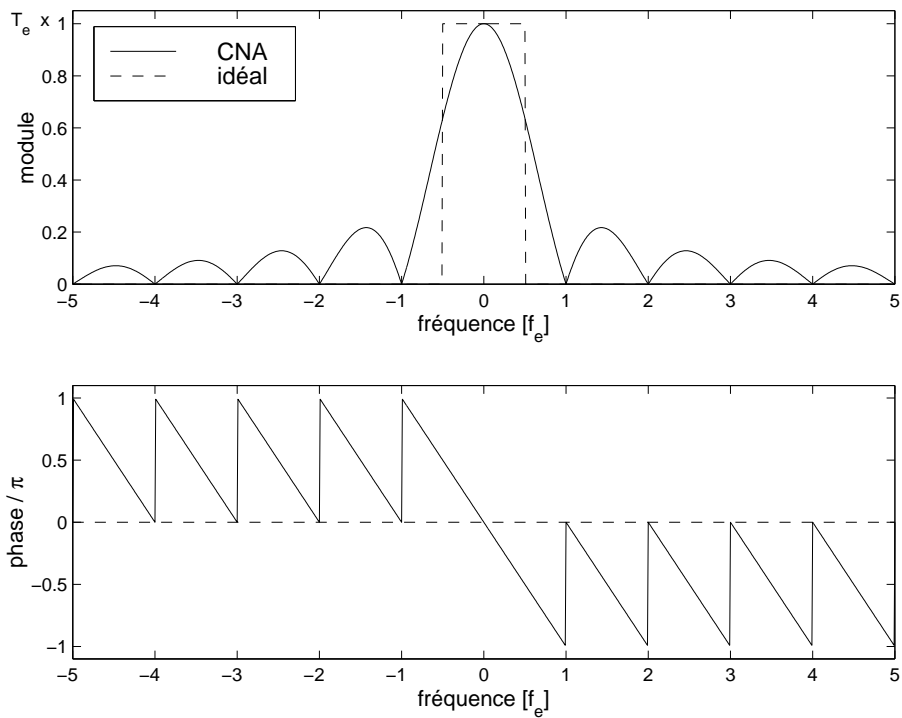 T_e x 1
CNA
idéal
0.8
0.6
0.4
0.2
0
module
−5 −4 −3 −2 −1 0 1 2 3 4 5
fréquence [f_e]
1
0.5
0
−0.5
−1
phase / π
−5 −4 −3 −2 −1 0 1 2 3 4 5
fréquence [f_e]